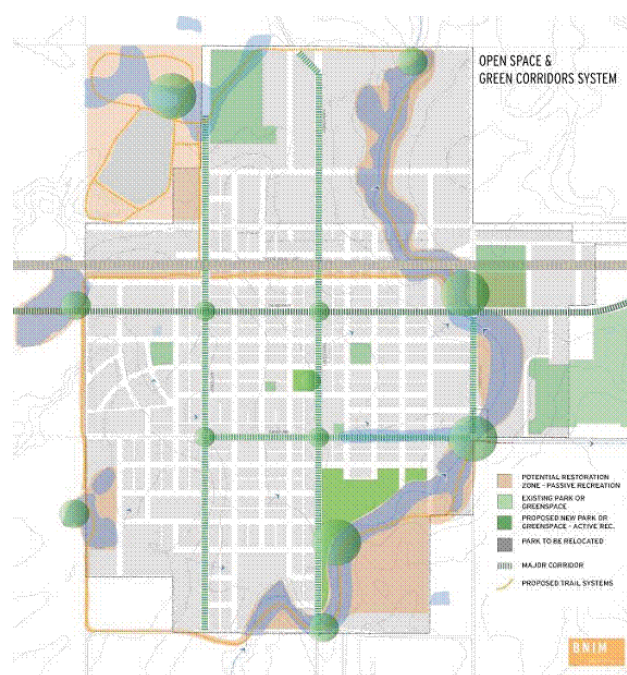 OPEN SPACE &
GREEN CORRIDORS SYSTEM
POTENTIAL RESTORATION
ZONE - PASSIVE RECREATION
EXISTING PARK OR
GREENSPACE
PROPOSED NEW PARK OR
GREENSPACE - ACTIVE REC.
PARK TO BE RELOCATED
MAJOR CORRIDOR
PROPOSED TRAIL SYSTEMS
BNIM